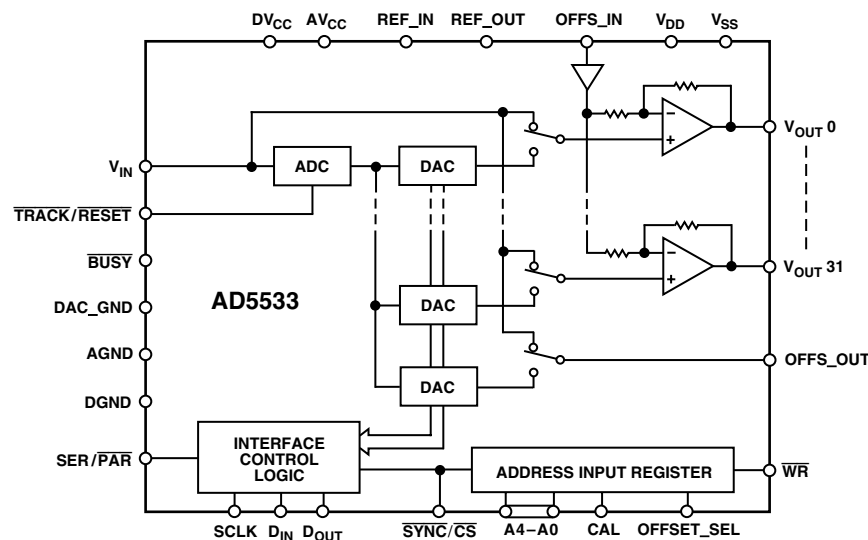 DVCC AVCC REF_IN REF_OUT OFFS_IN VDD VSS
VOUT 0
VIN
ADC
DAC
TRACK/RESET
BUSY
VOUT 31
DAC_GND
AD5533
DAC
AGND
OFFS_OUT
DAC
DGND
SER/PAR
INTERFACE
CONTROL
LOGIC
ADDRESS INPUT REGISTER
WR
SCLK DIN DOUT SYNC/CS A4–A0 CAL OFFSET_SEL